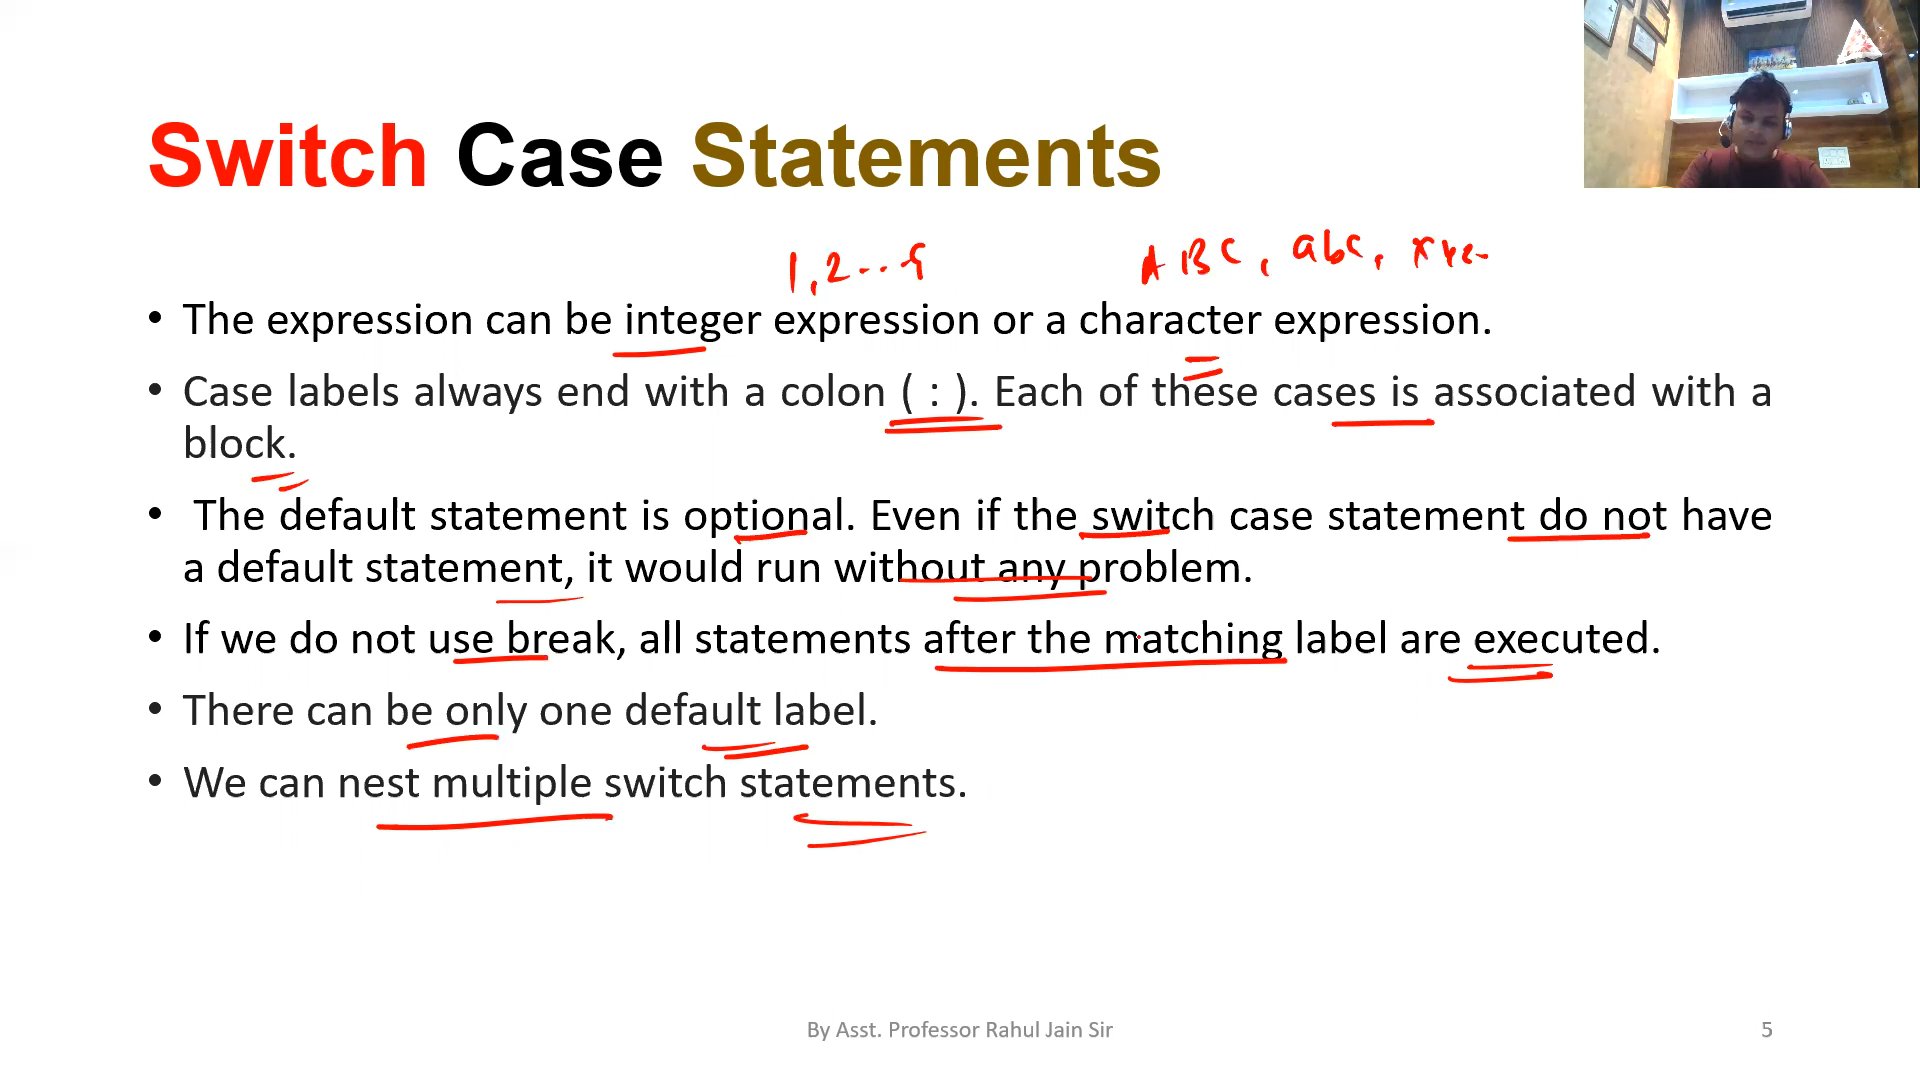 Switch Case Statements
1, 2 ... 9
ABC, abc,
• The expression can be integer expression or a character expression.
• Case labels always end with a colon ( : ). Each of these cases is associated with a
block.
• The default statement is optional. Even if the switch case statement do not have
a default statement, it would run without any problem.
• If we do not use break, all statements after the matching label are executed.
• There can be only one default label.
• We can nest multiple switch statements.
By Asst. Professor Rahul Jain Sir
5